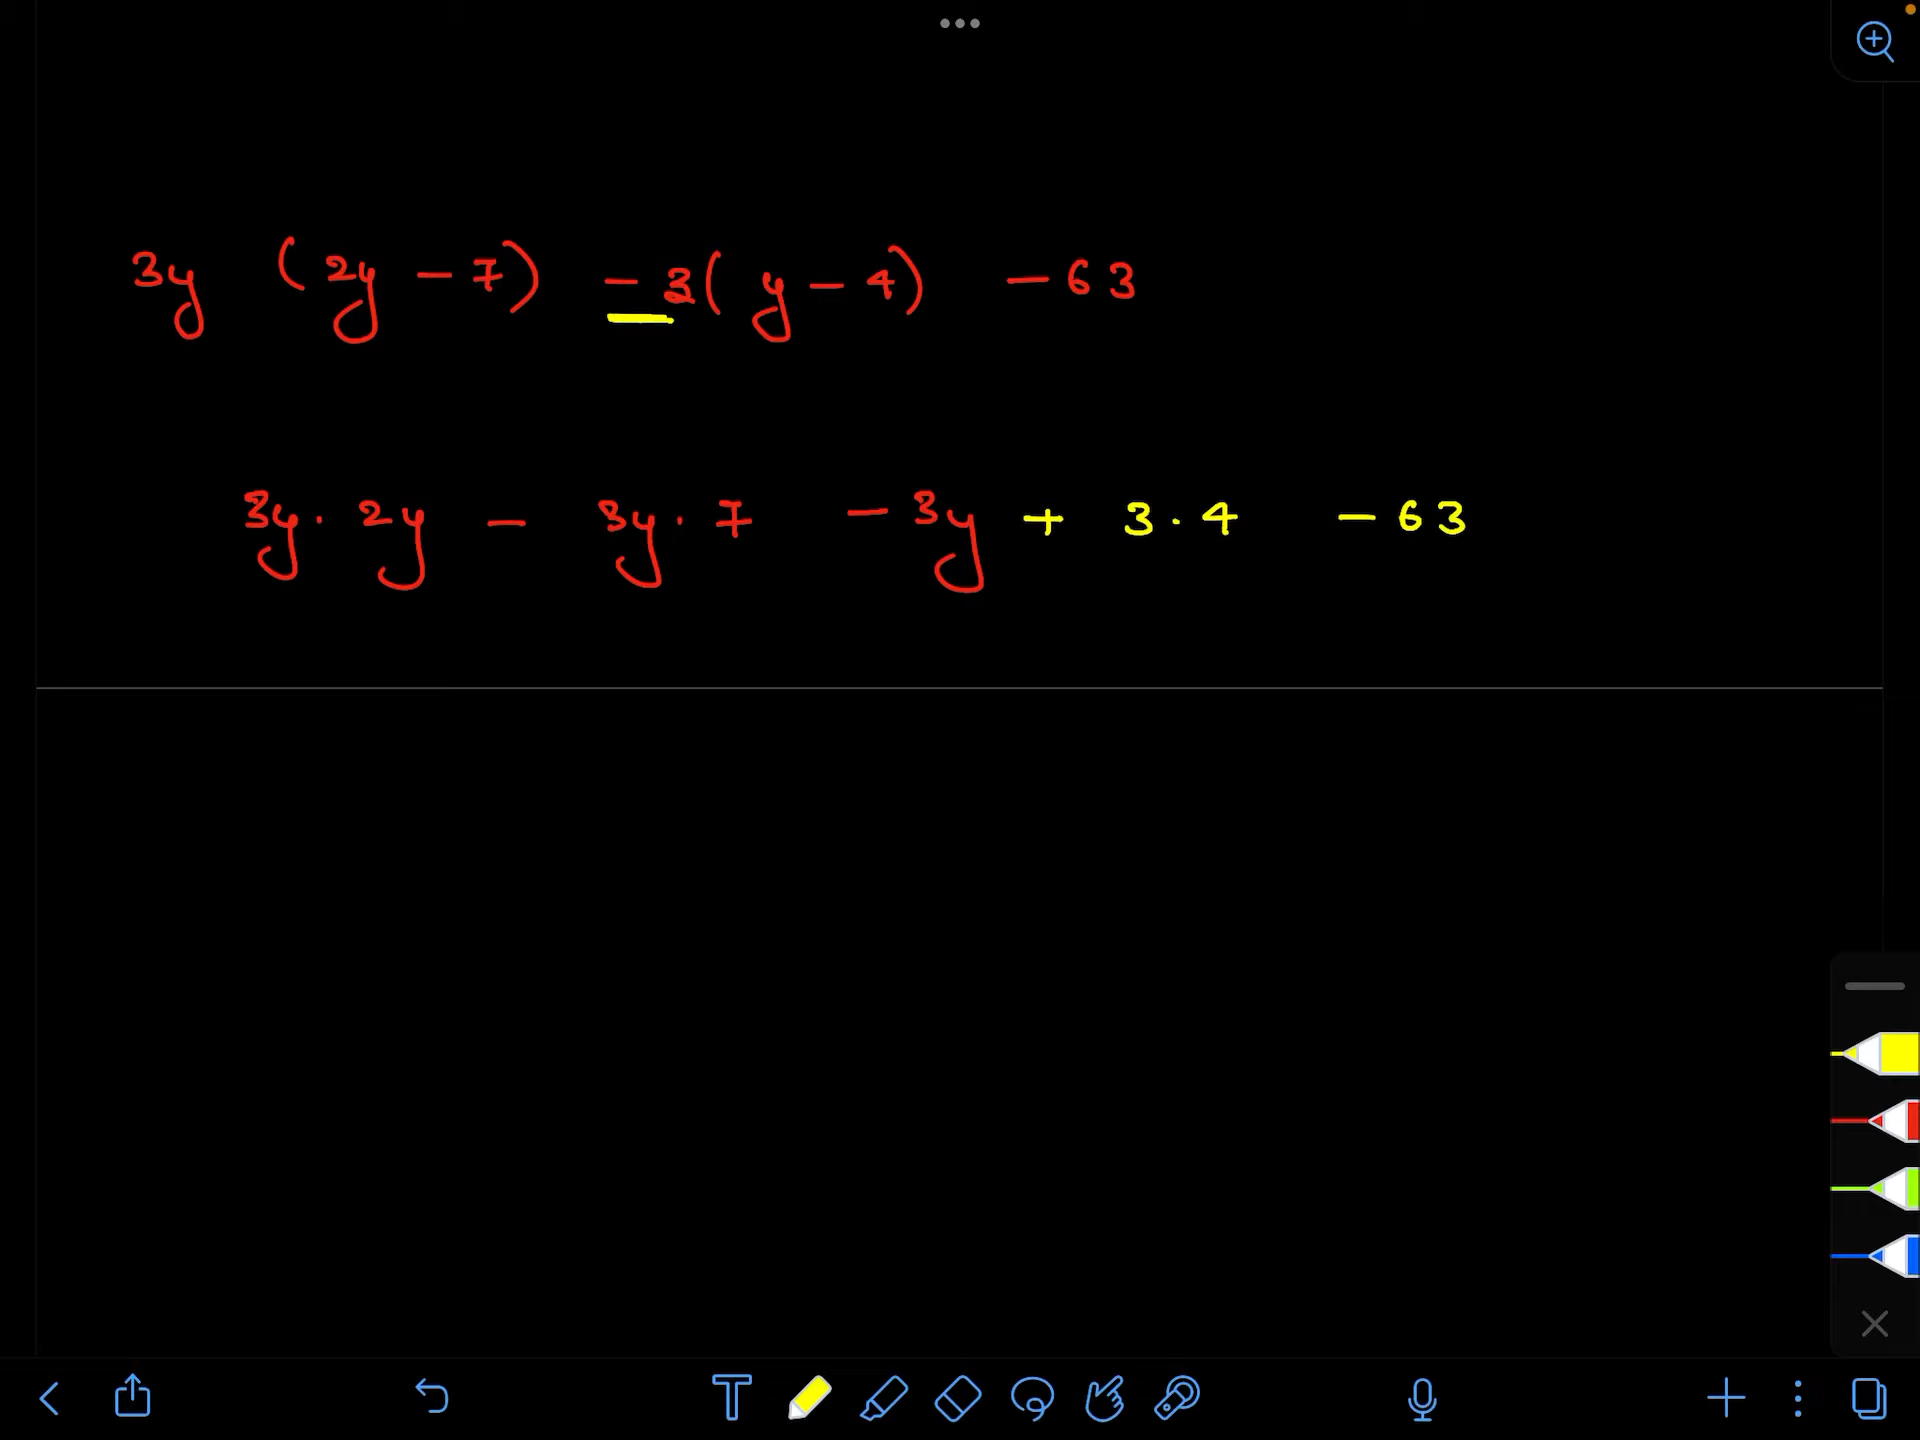 3y (2y - 7) - 3(y - 4) - 63
3y · 2y - 3y · 7 - 3y + 3 · 4 - 63